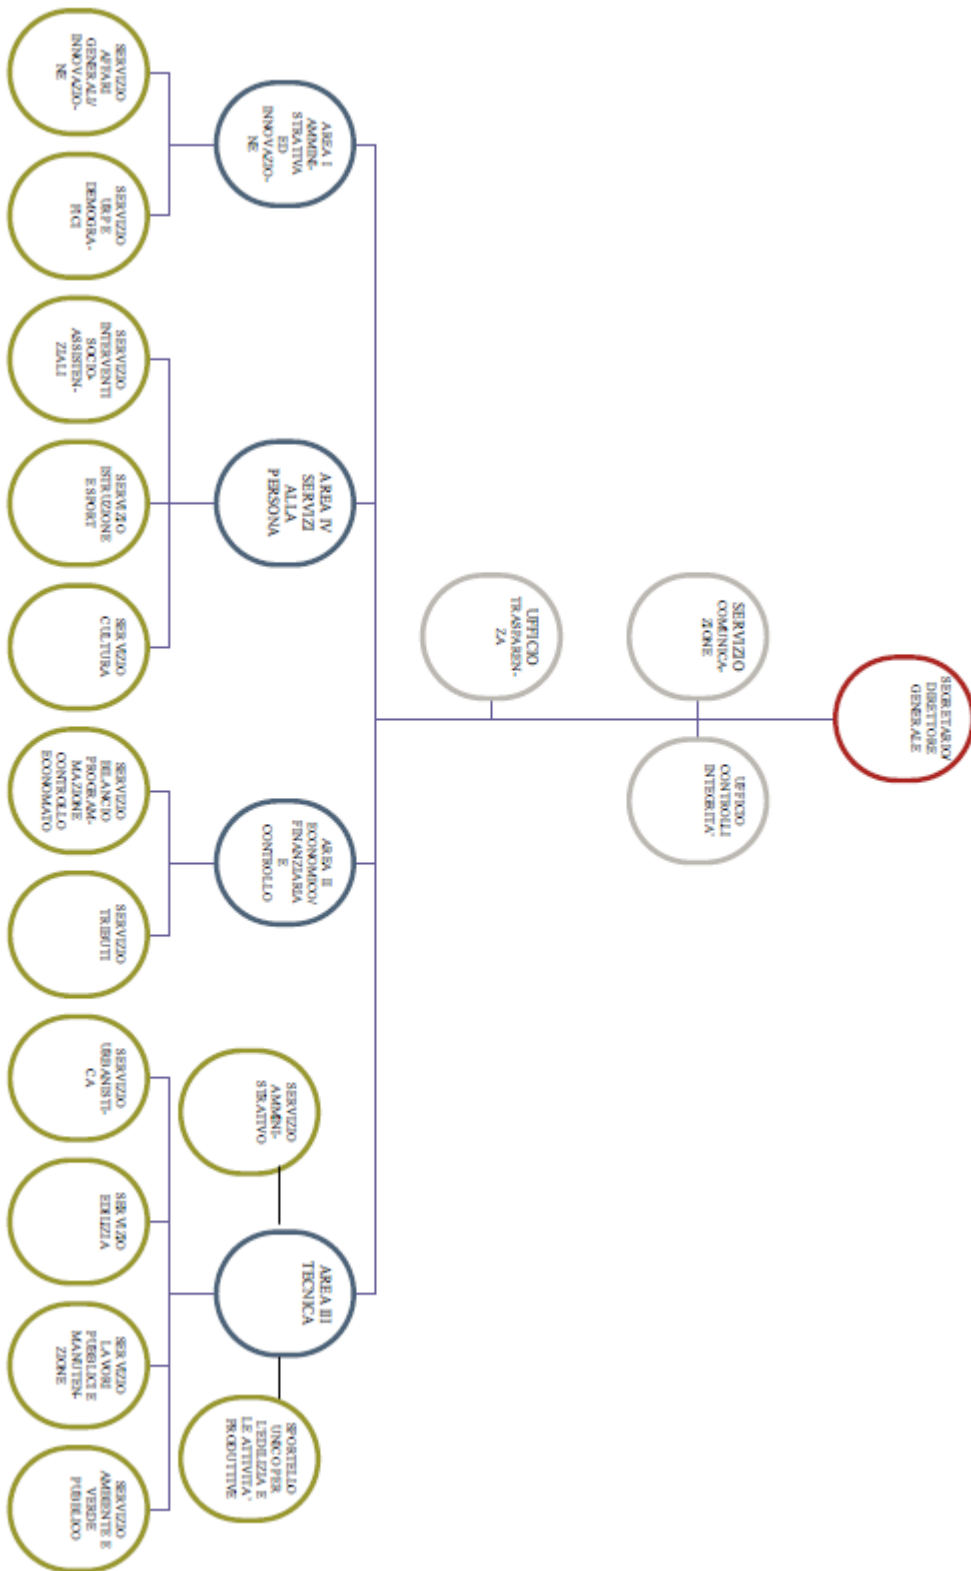 SEGRETARIO/
DIRETTORE
GENERALE
SERVIZIO
COMUNICA-
ZIONE
UFFICIO
CONTROLLI
INTEGRITA'
UFFICIO
TRASPAREN-
ZA
AREA I
AMMINI-
STRATIVA
ED
INNOVAZIO-
NE
AREA IV
SERVIZI
ALLA
PERSONA
AREA II
ECONOMICO/
FINANZIARIA
E
CONTROLLO
AREA III
TECNICA
SERVIZIO
AMMINI-
STRATIVO
SPORTELLO
UNICO PER
L'EDILIZIA E
LE ATTIVITA'
PRODUTTIVE
SERVIZIO
AFFARI
GENERALI/
INNOVAZIO-
NE
SERVIZIO
URP E
DEMOGRA-
FICI
SERVIZIO
INTERVENTI
SOCIO-
ASSISTEN-
ZIALI
SERVIZIO
ISTRUZIONE
E SPORT
SERVIZIO
CULTURA
SERVIZIO
BILANCIO
PROGRAM-
MAZIONE
CONTROLLO
ECONOMATO
SERVIZIO
TRIBUTI
SERVIZIO
URBANISTI-
CA
SERVIZIO
EDILIZIA
SERVIZIO
LAVORI
PUBBLICI E
MANUTEN-
ZIONE
SERVIZIO
AMBIENTE E
VERDE
PUBBLICO